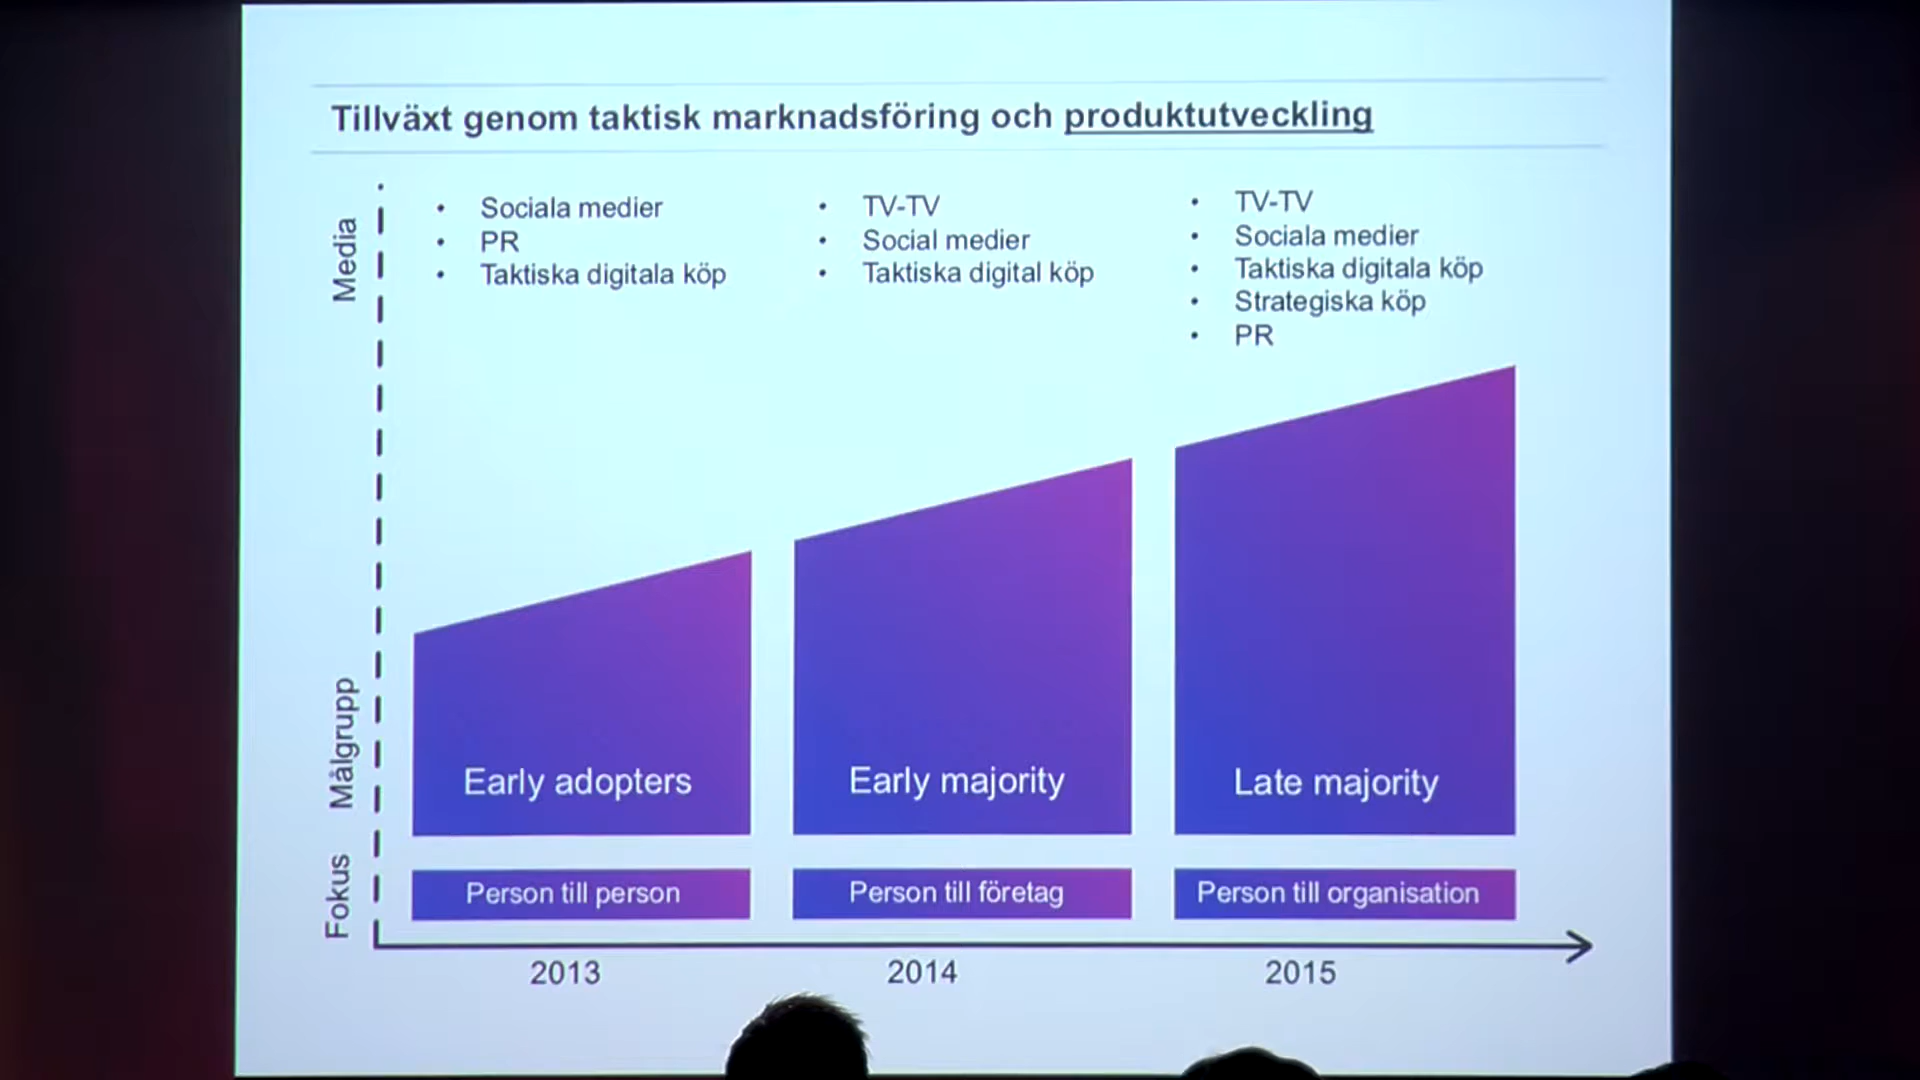 Tillväxt genom taktisk marknadsföring och produktutveckling
Media
• Sociala medier
• PR
• Taktiska digitala köp
• TV-TV
• Social medier
• Taktiska digital köp
• TV-TV
• Sociala medier
• Taktiska digitala köp
• Strategiska köp
• PR
Målgrupp
Early adopters
Early majority
Late majority
Fokus
Person till person
Person till företag
Person till organisation
2013
2014
2015